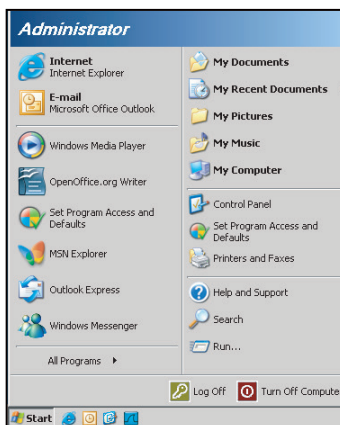 Administrator
Internet
Internet Explorer
E-mail
Microsoft Office Outlook
Windows Media Player
OpenOffice.org Writer
Set Program Access and
Defaults
MSN Explorer
Outlook Express
Windows Messenger
All Programs
My Documents
My Recent Documents
My Pictures
My Music
My Computer
Control Panel
Set Program Access and
Defaults
Printers and Faxes
Help and Support
Search
Run...
Log Off
Turn Off Compute
Start